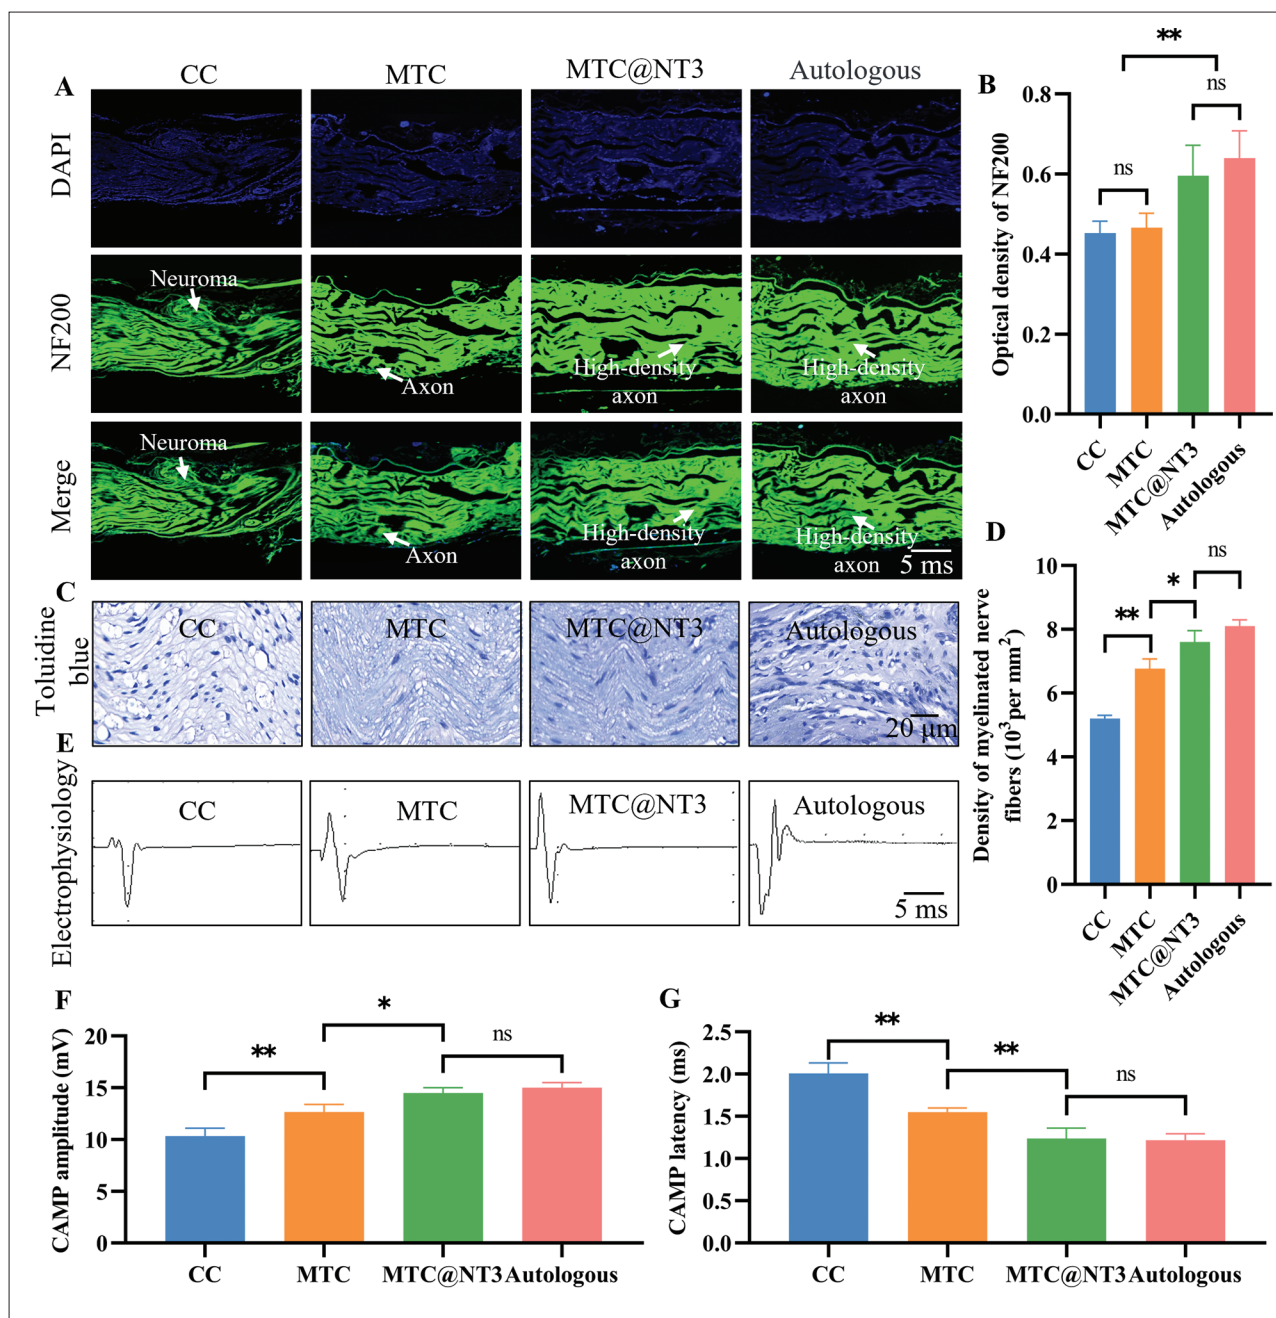 A
CC
MTC
MTC@NT3
Autologous
DAPI
NF200
Neuroma
Axon
High-density
axon
High-density
axon
Merge
Neuroma
Axon
High-density
axon
High-density
axon
5 ms
B
**
ns
ns
Optical density of NF200
0.8
0.6
0.4
0.2
0.0
CC
MTC
MTC@NT3
Autologous
C
Toluidine
blue
CC
MTC
MTC@NT3
Autologous
20 μm
D
ns
*
**
Density of myelinated nerve
fibers (10³ per mm²)
10
8
6
4
2
0
CC
MTC
MTC@NT3
Autologous
E
Electrophysiology
CC
MTC
MTC@NT3
Autologous
5 ms
F
CAMP amplitude (mV)
20
15
10
5
0
**
*
ns
CC
MTC
MTC@NT3
Autologous
G
CAMP latency (ms)
2.5
2.0
1.5
1.0
0.5
0.0
**
**
ns
CC
MTC
MTC@NT3
Autologous